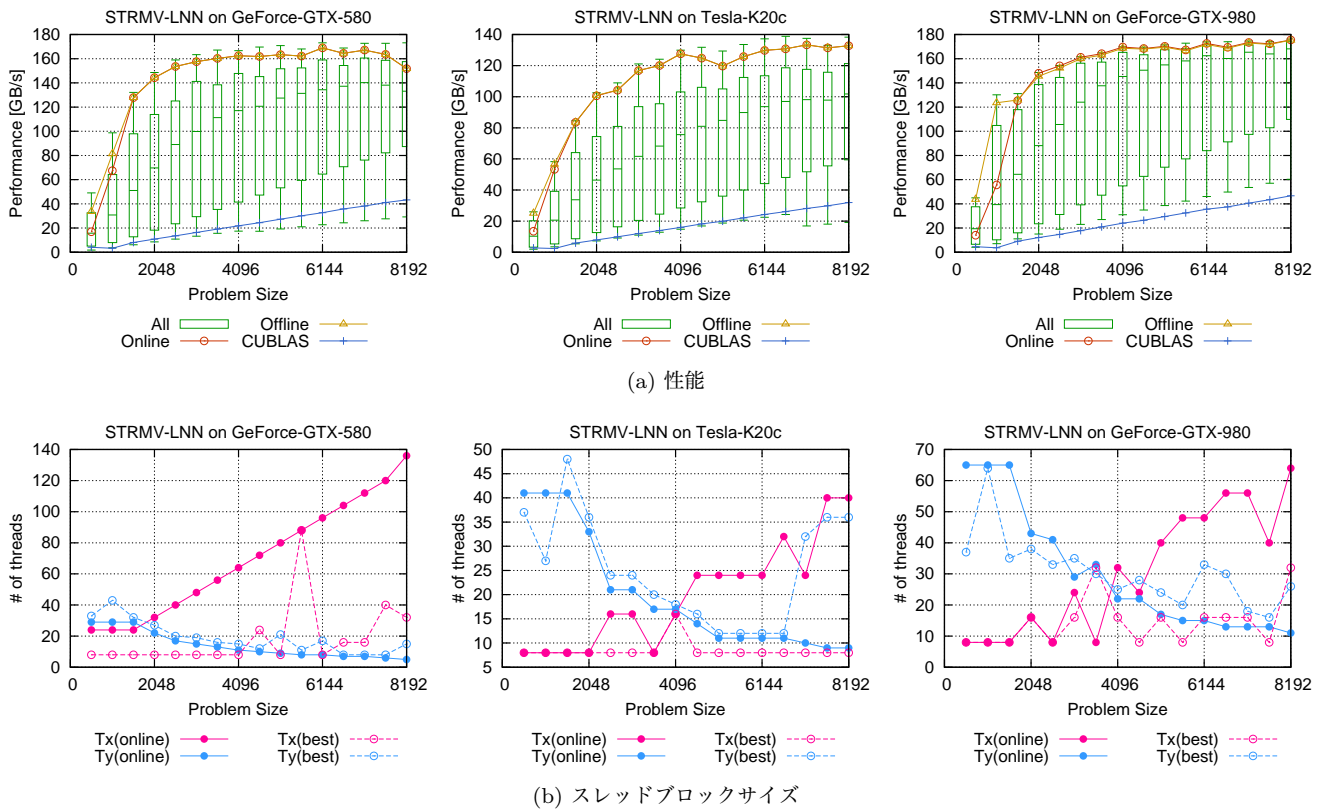 STRMV-LNN on GeForce-GTX-580
180
160
140
120
100
80
60
40
20
0
Performance [GB/s]
0 2048 4096 6144 8192
Problem Size
All Offline
Online CUBLAS
STRMV-LNN on Tesla-K20c
140
120
100
80
60
40
20
0
Performance [GB/s]
0 2048 4096 6144 8192
Problem Size
All Offline
Online CUBLAS
STRMV-LNN on GeForce-GTX-980
180
160
140
120
100
80
60
40
20
0
Performance [GB/s]
0 2048 4096 6144 8192
Problem Size
All Offline
Online CUBLAS
(a) 性能
STRMV-LNN on GeForce-GTX-580
140
120
100
80
60
40
20
0
# of threads
0 2048 4096 6144 8192
Problem Size
Tx(online) Tx(best)
Ty(online) Ty(best)
STRMV-LNN on Tesla-K20c
50
45
40
35
30
25
20
15
10
5
# of threads
0 2048 4096 6144 8192
Problem Size
Tx(online) Tx(best)
Ty(online) Ty(best)
STRMV-LNN on GeForce-GTX-980
70
60
50
40
30
20
10
0
# of threads
0 2048 4096 6144 8192
Problem Size
Tx(online) Tx(best)
Ty(online) Ty(best)
(b) スレッドブロックサイズ